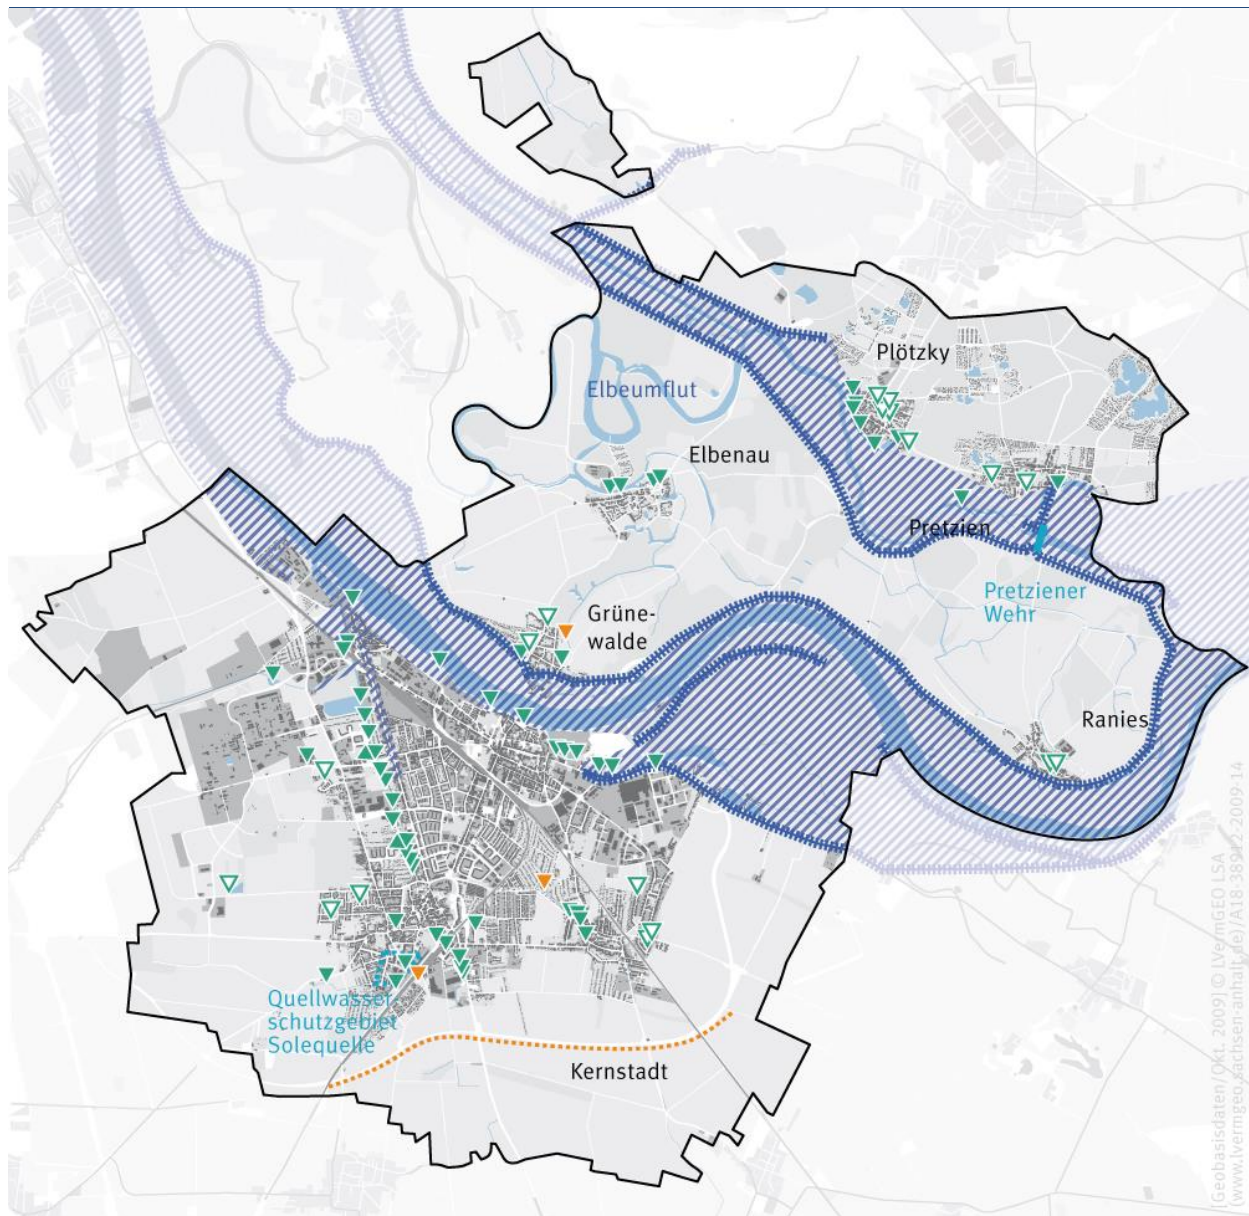 Plötzky
Elbeumflut
Elbenau
Pretzien
Pretziener
Wehr
Grüne-
walde
Ranies
Quellwasser-
schutzgebiet
Solequelle
Kernstadt
[Geobasisdaten/Okt. 2009] © LVermGEO LSA
(www.lvermgeo.sachsen-anhalt.de)/A18-38912-2009-14